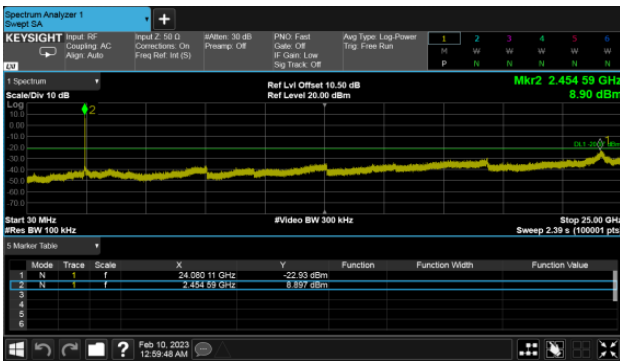 Spectrum Analyzer 1
Swept SA
+
KEYSIGHT Input: RF Input Z: 50 Ω #Atten: 30 dB PNO: Fast Avg Type: Log-Power 1 2 3 4 5 6
Coupling: AC Corrections: On Preamp: Off Gate: Off Trig: Free Run M W W W W W
Align: Auto Freq Ref: Int (S) IF Gain: Low
Sig Track: Off P N N N N N
LXI
1 Spectrum Ref Lvl Offset 10.50 dB Mkr2 2.454 59 GHz
Scale/Div 10 dB Ref Level 20.00 dBm 8.90 dBm
Log
10.0
0.00
-10.0
-20.0
-30.0
-40.0
-50.0
-60.0
-70.0
2
1
DL1
Start 30 MHz #Video BW 300 kHz Stop 25.00 GHz
#Res BW 100 kHz Sweep 2.39 s (100001 pts)
5 Marker Table
Mode Trace Scale X Y Function Function Width Function Value
1 N 1 f 24.080 11 GHz -22.93 dBm
2 N 1 f 2.454 59 GHz 8.897 dBm
3
4
5
6
? Feb 10, 2023
12:59:48 AM